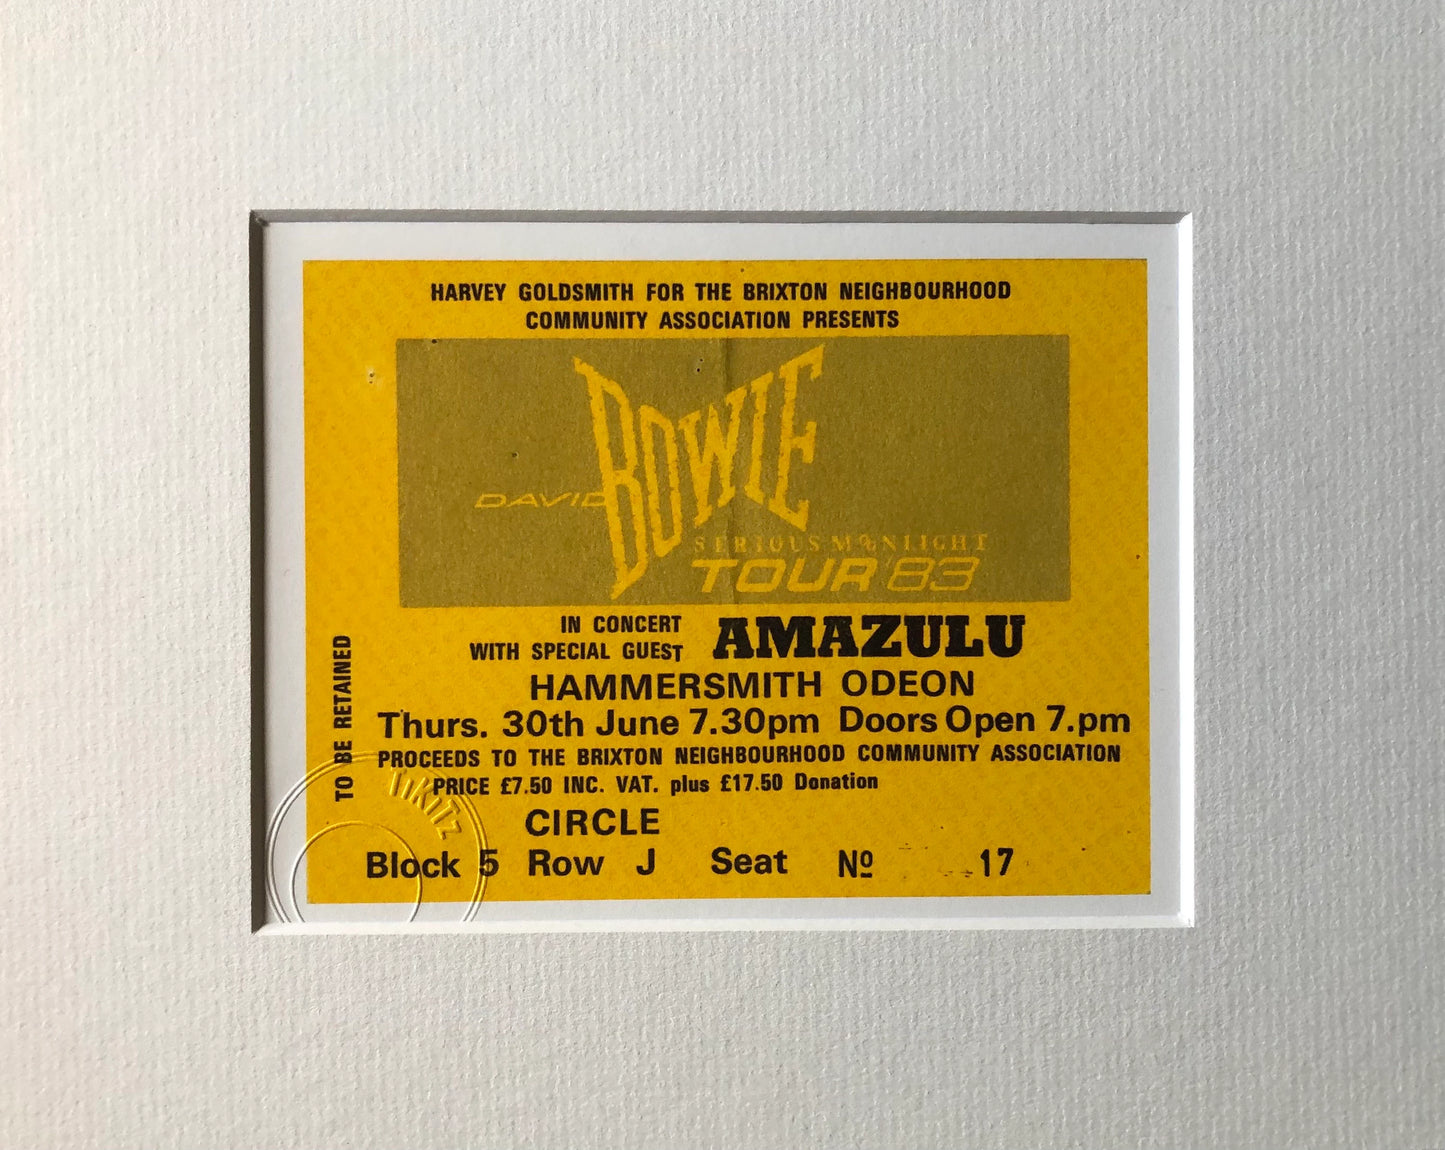 HARVEY GOLDSMITH FOR THE BRIXTON NEIGHBOURHOOD
COMMUNITY ASSOCIATION PRESENTS
DAVID BOWIE
SERIOUS MOONLIGHT
TOUR '83
IN CONCERT
WITH SPECIAL GUEST AMAZULU
HAMMERSMITH ODEON
Thurs. 30th June 7.30pm Doors Open 7.pm
PROCEEDS TO THE BRIXTON NEIGHBOURHOOD COMMUNITY ASSOCIATION
PRICE £7.50 INC. VAT. plus £17.50 Donation
CIRCLE
Block 5 Row J Seat Nº 17
TO BE RETAINED
TiKiTz